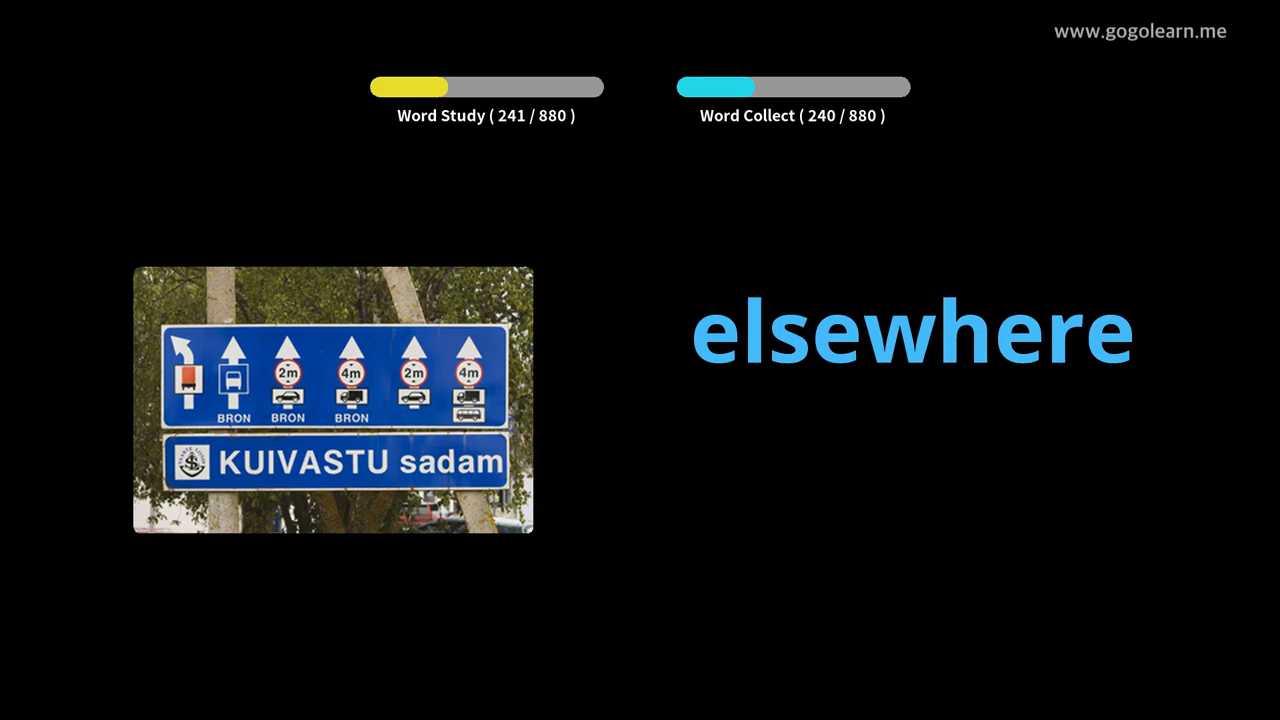 www.gogolearn.me
Word Study ( 241 / 880 )
Word Collect ( 240 / 880 )
elsewhere
2m 4m 2m 4m
BRON BRON BRON
KUIVASTU sadam